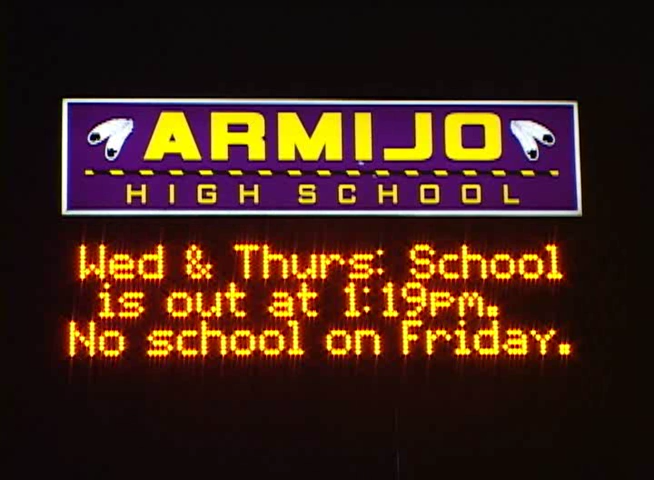 ARMIJO
HIGH SCHOOL
Wed & Thurs: School
is out at 1:19pm.
No school on Friday.